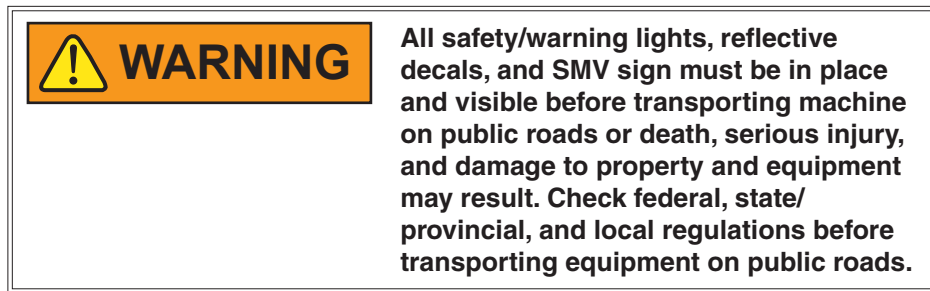 WARNING
All safety/warning lights, reflective
decals, and SMV sign must be in place
and visible before transporting machine
on public roads or death, serious injury,
and damage to property and equipment
may result. Check federal, state/
provincial, and local regulations before
transporting equipment on public roads.